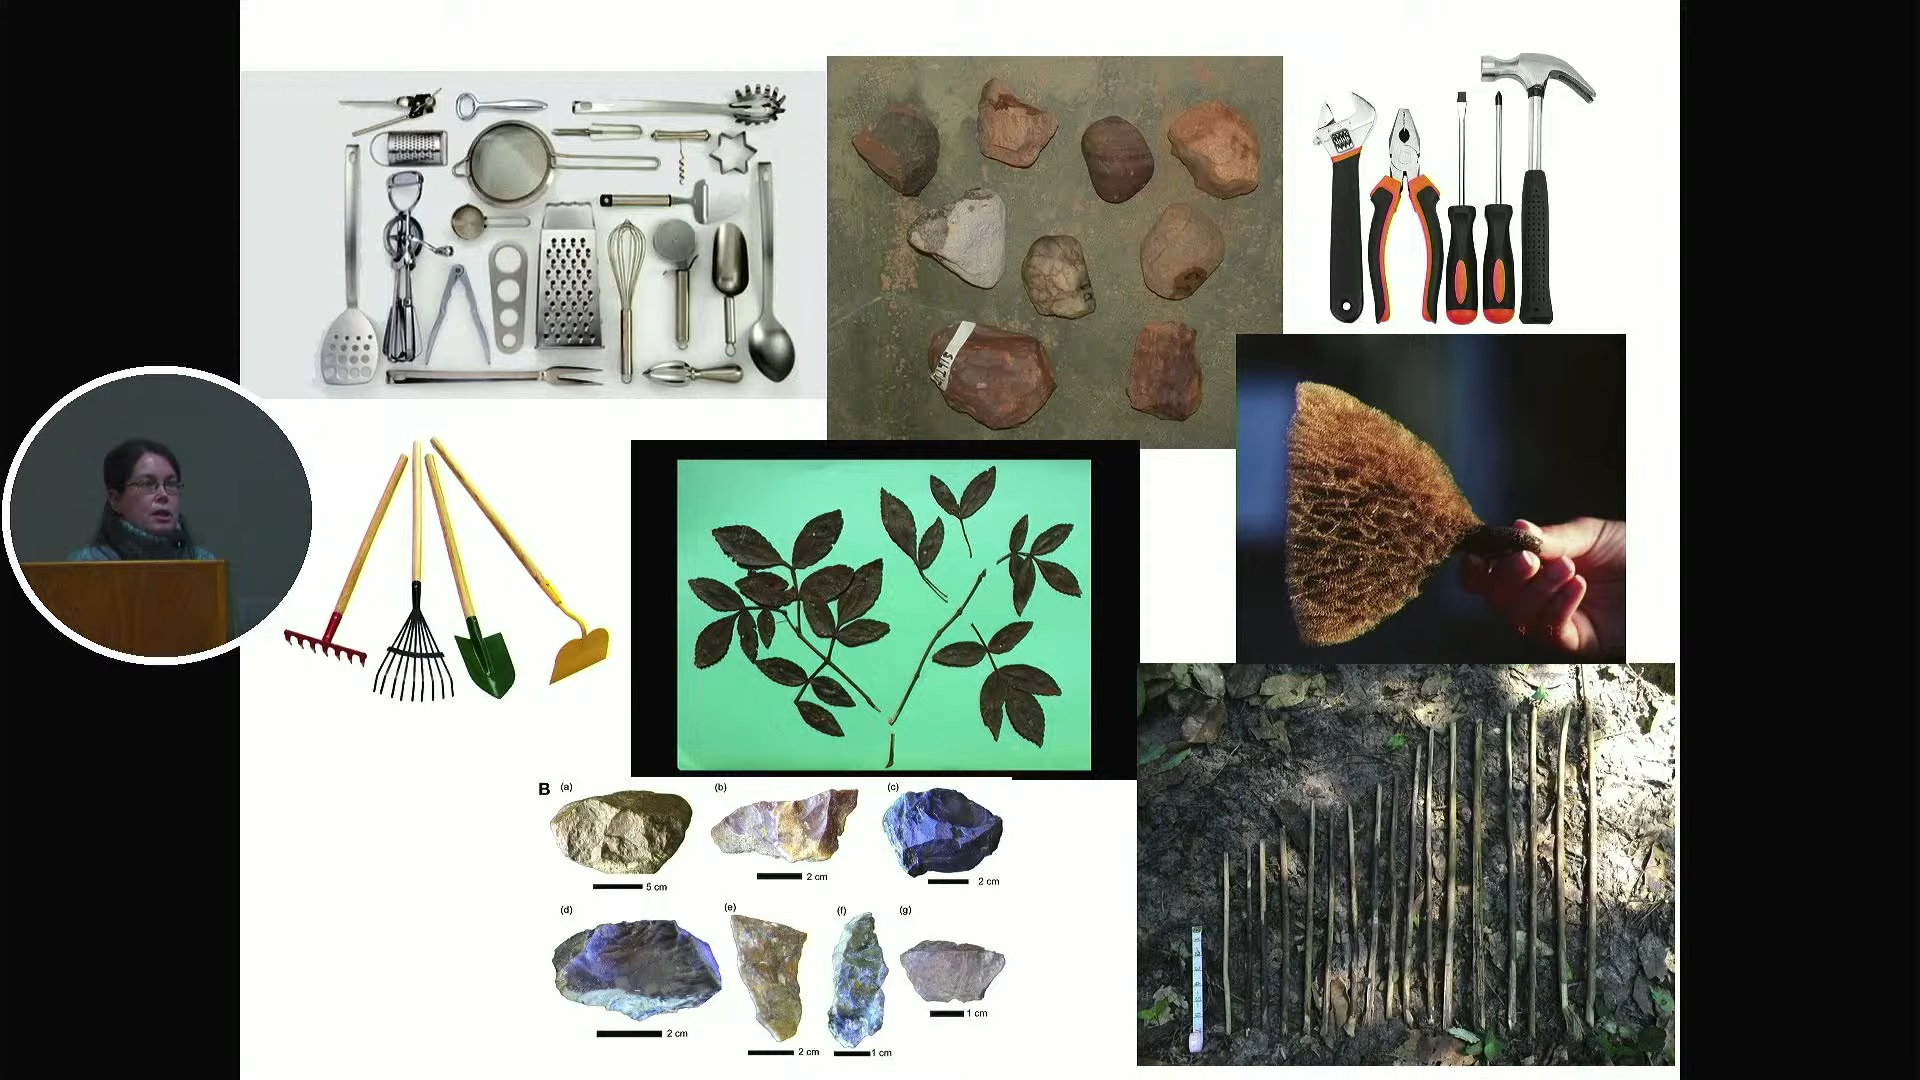 B (a) (b) (c)
5 cm 2 cm 2 cm
(d) (e) (f) (g)
2 cm 2 cm 1 cm 1 cm